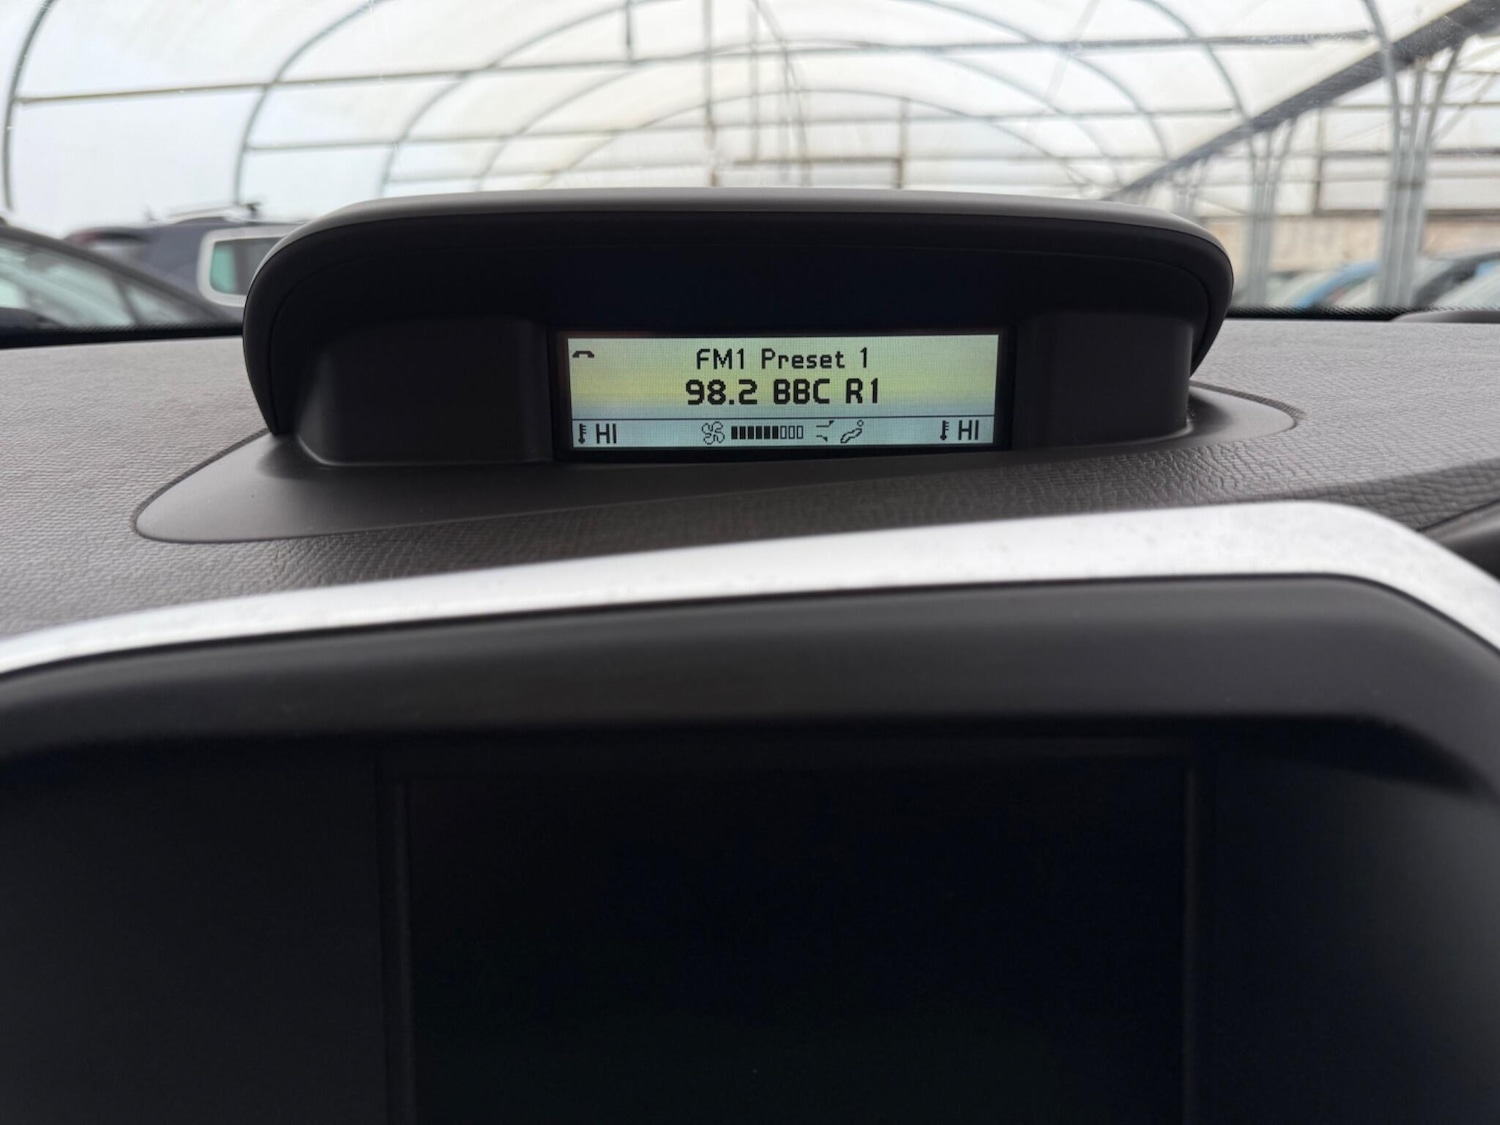 FM1 Preset 1
98.2 BBC R1
HI HI